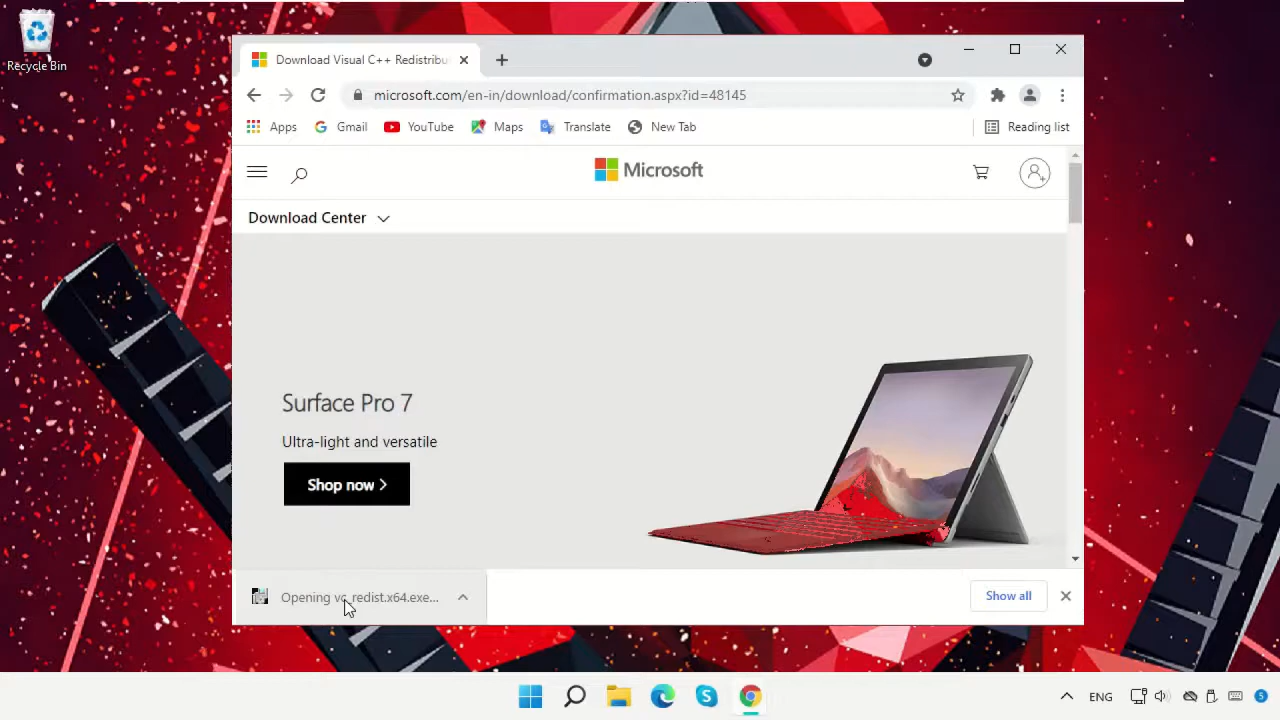 Recycle Bin
Download Visual C++ Redistribu
microsoft.com/en-in/download/confirmation.aspx?id=48145
Apps Gmail YouTube Maps Translate New Tab Reading list
Microsoft
Download Center
Surface Pro 7
Ultra-light and versatile
Shop now
Opening vc_redist.x64.exe...
Show all
ENG
5